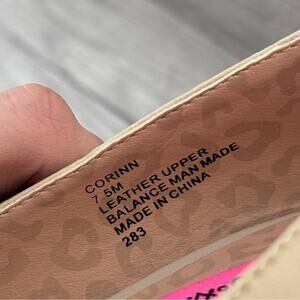 CORINN
7.5M
LEATHER UPPER
BALANCE MAN MADE
MADE IN CHINA
283